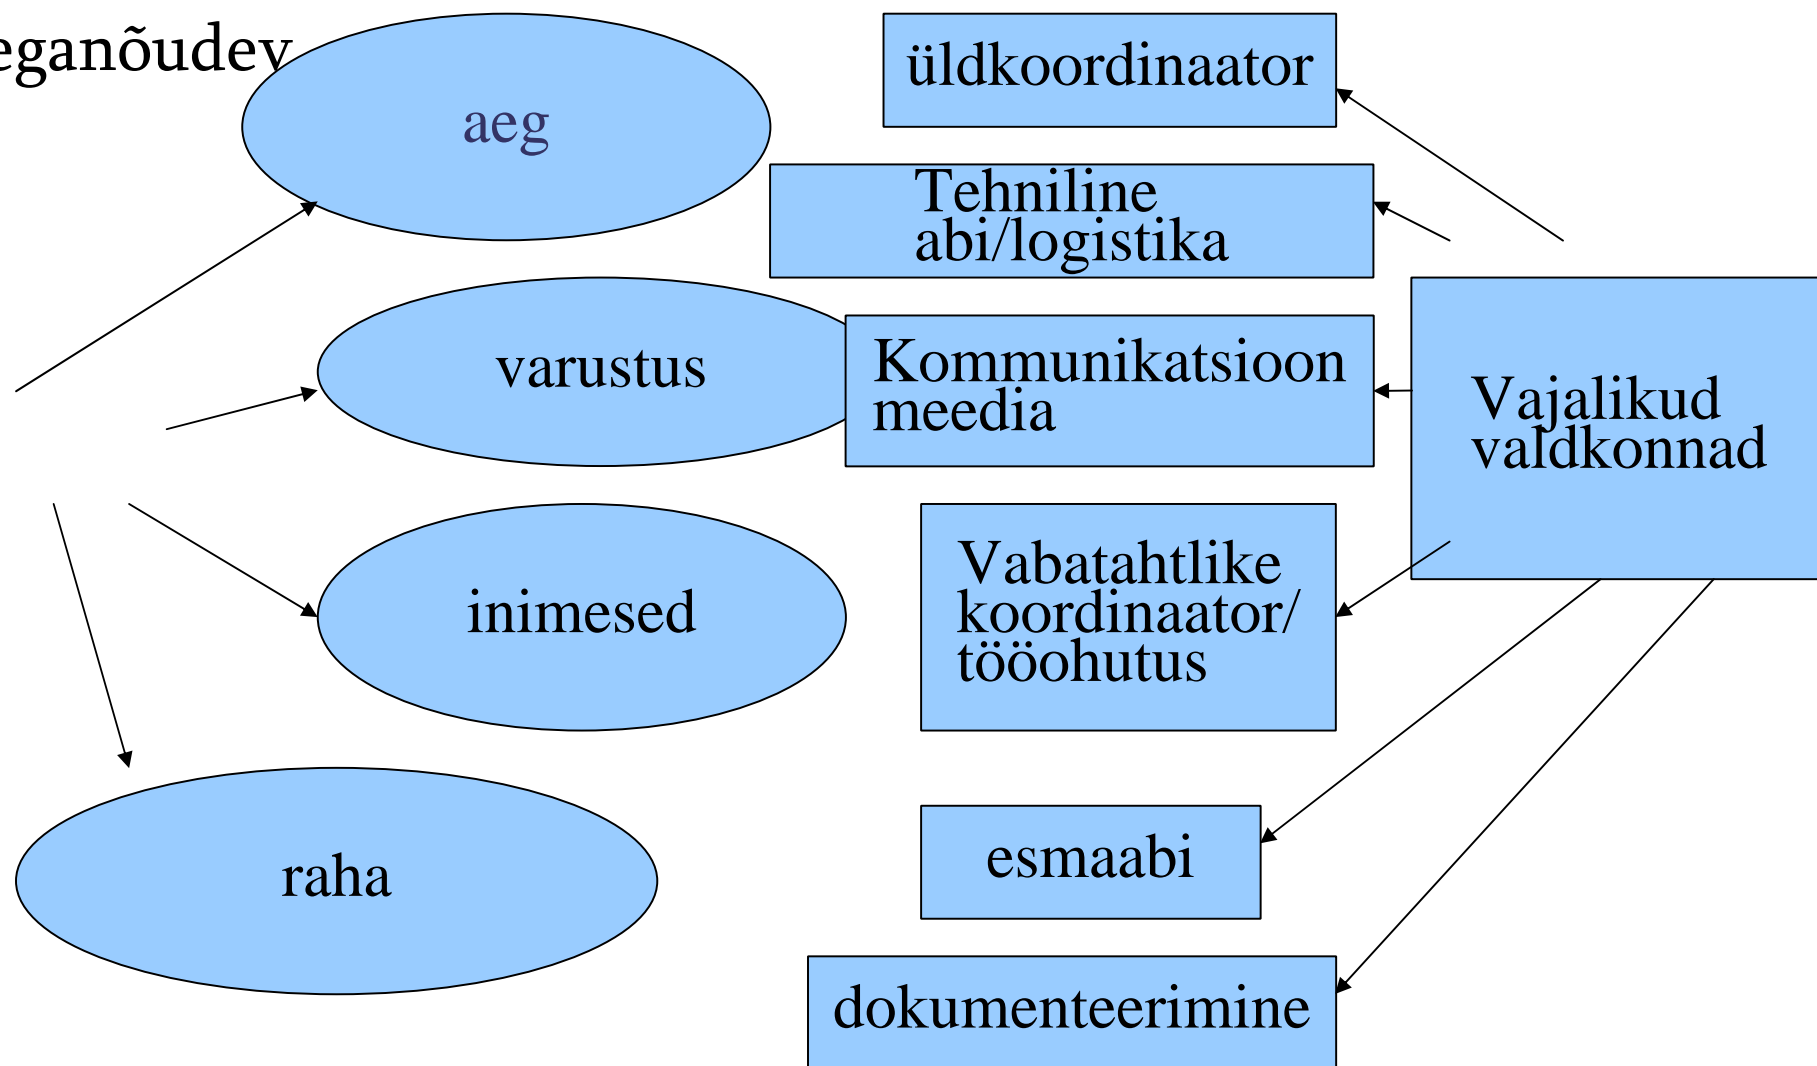 eganõudev
aeg
varustus
inimesed
raha
üldkoordinaator
Tehniline
abi/logistika
Kommunikatsioon
meedia
Vabatahtlike
koordinaator/
tööohutus
esmaabi
dokumenteerimine
Vajalikud
valdkonnad